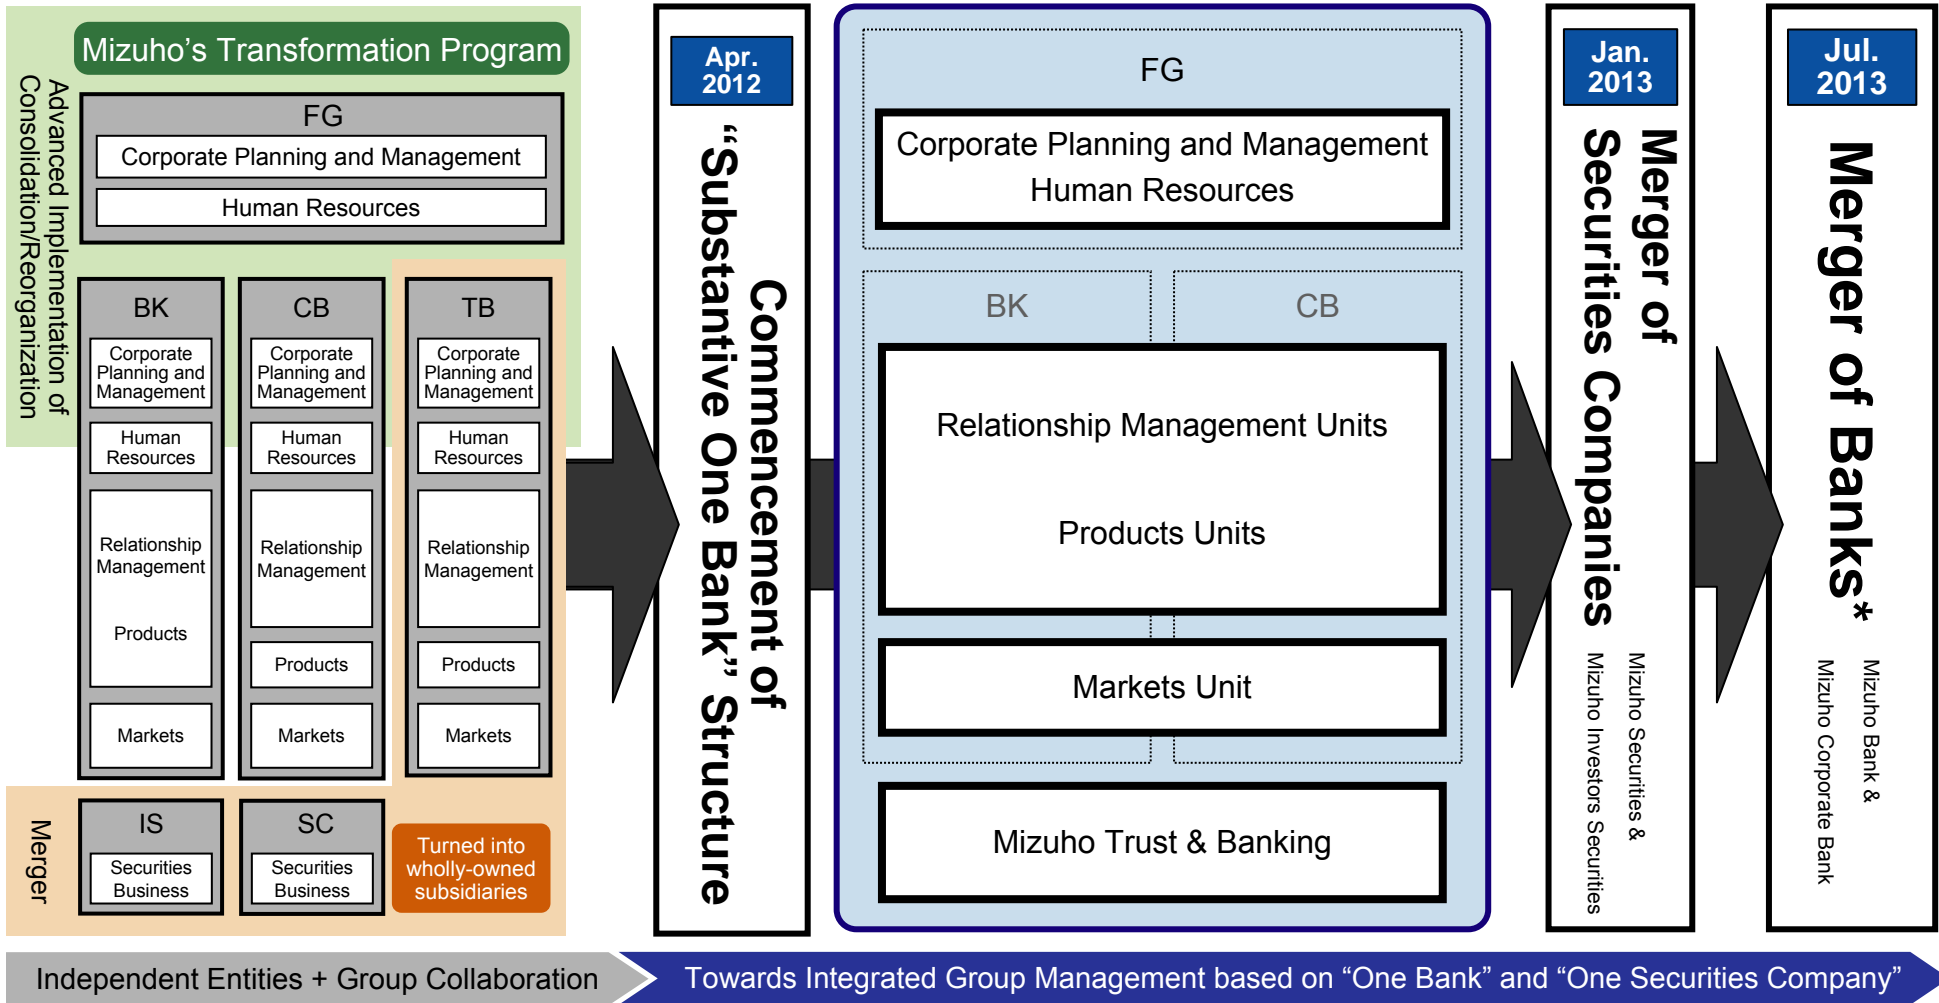 Mizuho’s Transformation Program
Advanced Implementation of
Consolidation/Reorganization
FG
Corporate Planning and Management
Human Resources
BK
Corporate
Planning and
Management
Human
Resources
Relationship
Management
Products
Markets
CB
Corporate
Planning and
Management
Human
Resources
Relationship
Management
Products
Markets
TB
Corporate
Planning and
Management
Human
Resources
Relationship
Management
Products
Markets
Merger
IS
Securities
Business
SC
Securities
Business
Turned into
wholly-owned
subsidiaries
Apr.
2012
Commencement of
“Substantive One Bank” Structure
FG
Corporate Planning and Management
Human Resources
BK
CB
Relationship Management Units
Products Units
Markets Unit
Mizuho Trust & Banking
Jan.
2013
Merger of
Securities Companies
Mizuho Securities &
Mizuho Investors Securities
Jul.
2013
Merger of Banks*
Mizuho Bank &
Mizuho Corporate Bank
Independent Entities + Group Collaboration
Towards Integrated Group Management based on “One Bank” and “One Securities Company”